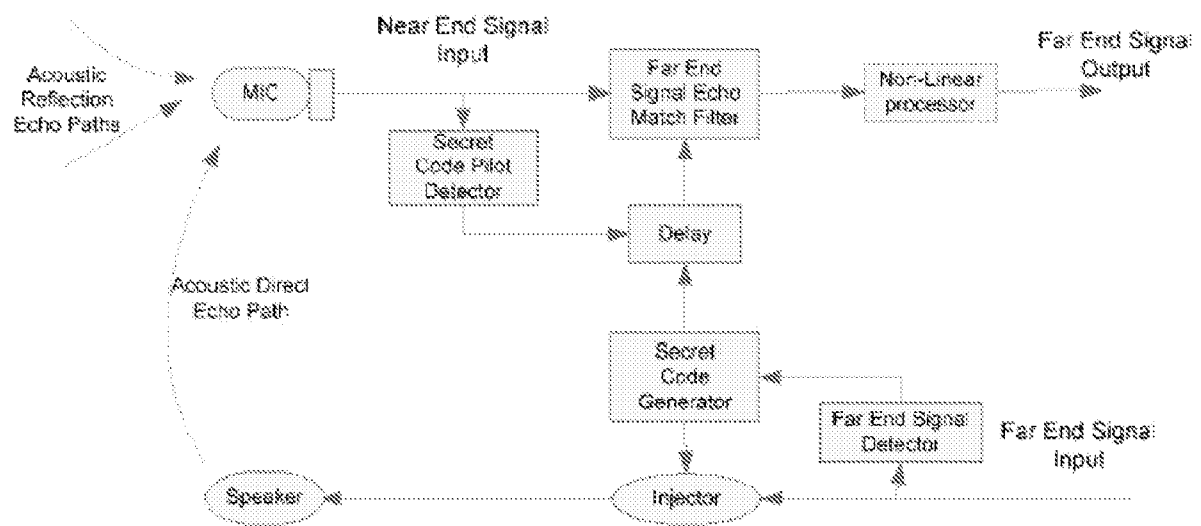 Near End Signal
Input
Far End Signal
Output
Acoustic
Reflection
Echo Paths
MIC
Far End
Signal Echo
Match Filter
Non-Linear
processor
Secret
Code Pilot
Detector
Delay
Acoustic Direct
Echo Path
Secret
Code
Generator
Far End Signal
Detector
Far End Signal
Input
Speaker
Injector